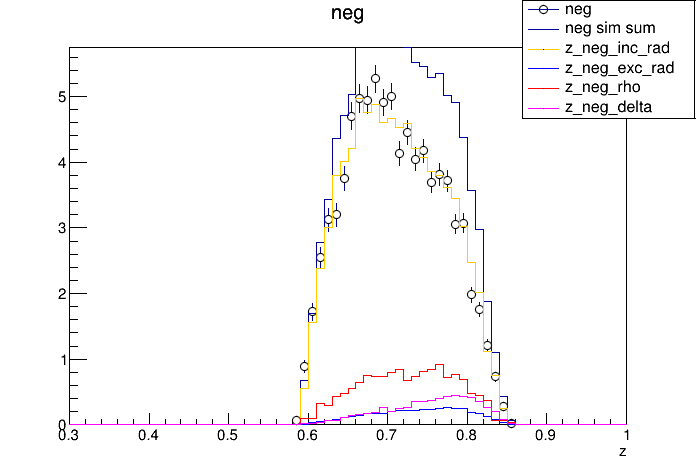 neg
neg
neg sim sum
z_neg_inc_rad
z_neg_exc_rad
z_neg_rho
z_neg_delta
5
4
3
2
1
0
0.3
0.4
0.5
0.6
0.7
0.8
0.9
1
z